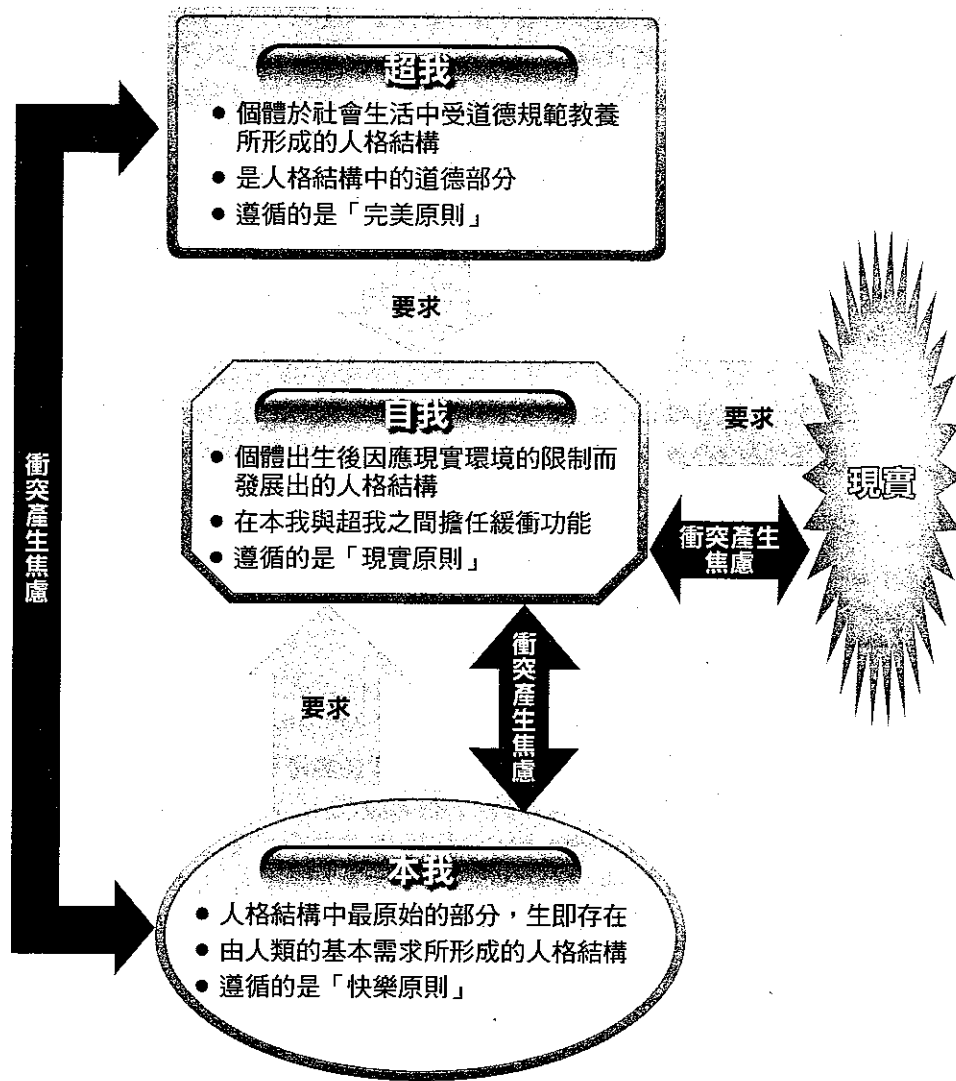 超我
● 個體於社會生活中受道德規範教養
所形成的人格結構
● 是人格結構中的道德部分
● 遵循的是「完美原則」
要求
自我
● 個體出生後因應現實環境的限制而
發展出的人格結構
● 在本我與超我之間擔任緩衝功能
● 遵循的是「現實原則」
要求
現實
衝突產生
焦慮
衝突產生焦慮
要求
衝突產生焦慮
本我
● 人格結構中最原始的部分，生即存在
● 由人類的基本需求所形成的人格結構
● 遵循的是「快樂原則」